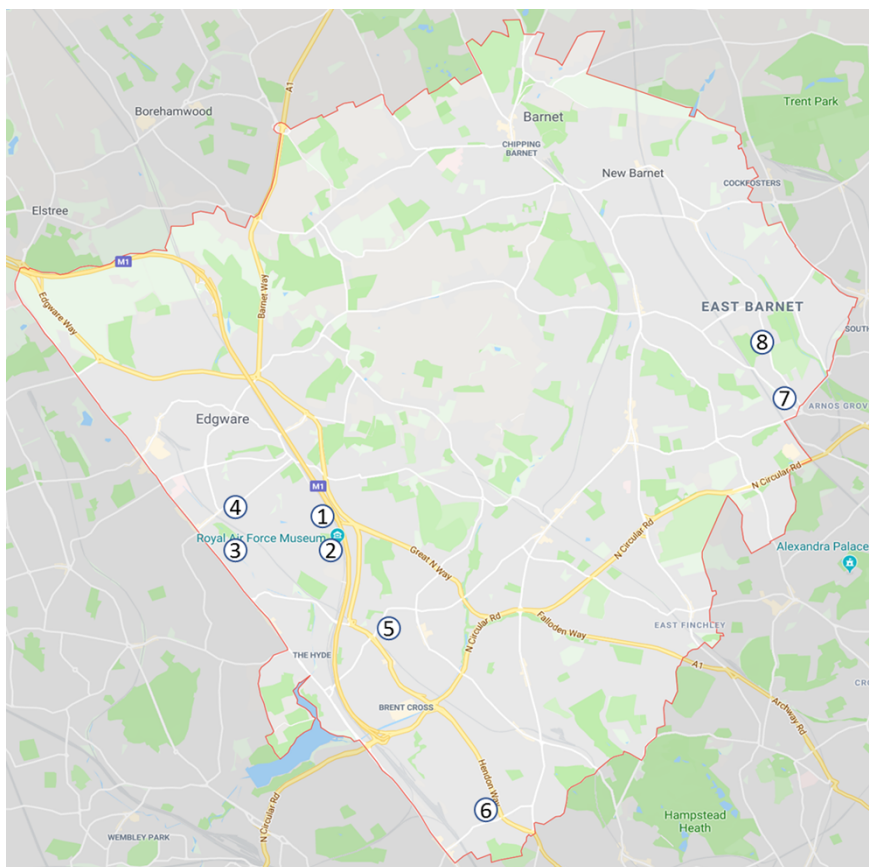 Trent Park
A1
Borehamwood
Barnet
CHIPPING
BARNET
New Barnet
COCKFOSTERS
Elstree
M1
Edgware Way
Barnet Way
EAST BARNET
8
7
ARNOS GROV
Edgware
N Circular Rd
M1
4
1
Royal Air Force Museum
3
2
N Circular Rd
Great N Way
Alexandra Palace
5
N Circular Rd
Falloden Way
EAST FINCHLEY
THE HYDE
A1
BRENT CROSS
Archway Rd
Hendon Way
6
N Circular Rd
Hampstead
Heath
WEMBLEY PARK